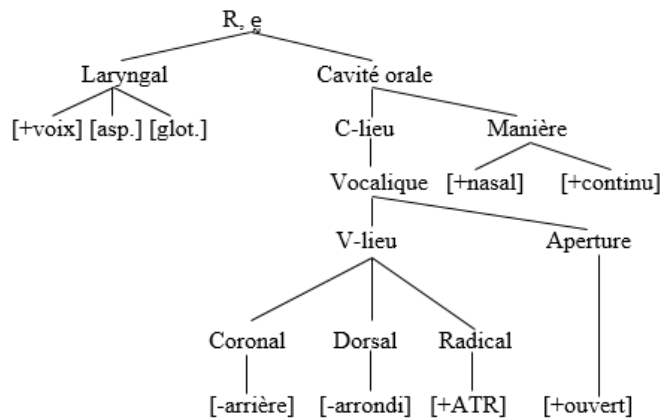 R, ḛ
Laryngal Cavité orale
[+voix] [asp.] [glot.] C-lieu Manière
Vocalique [+nasal] [+continu]
V-lieu Aperture
Coronal Dorsal Radical
[-arrière] [-arrondi] [+ATR] [+ouvert]